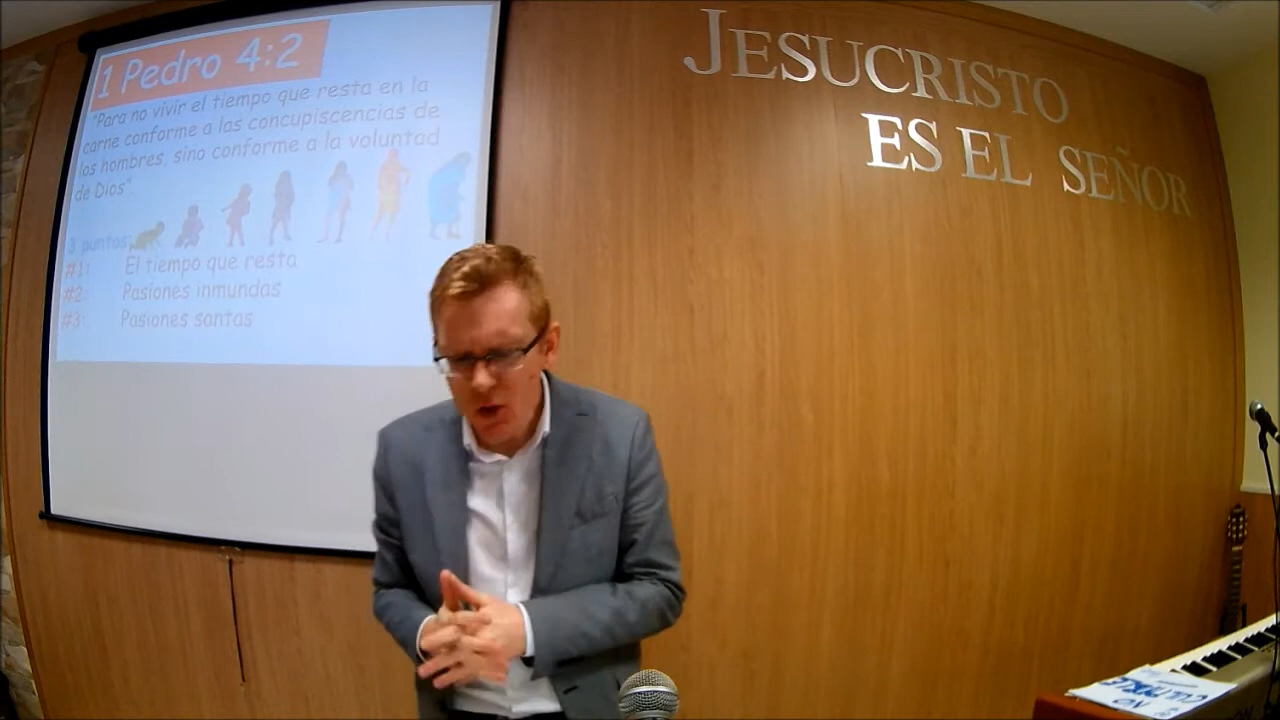 1 Pedro 4:2
"Para no vivir el tiempo que resta en la
carne conforme a las concupiscencias de
los hombres, sino conforme a la voluntad
de Dios".
3 puntos:
#1: El tiempo que resta
#2: Pasiones inmundas
#3: Pasiones santas
JESUCRISTO
ES EL SEÑOR